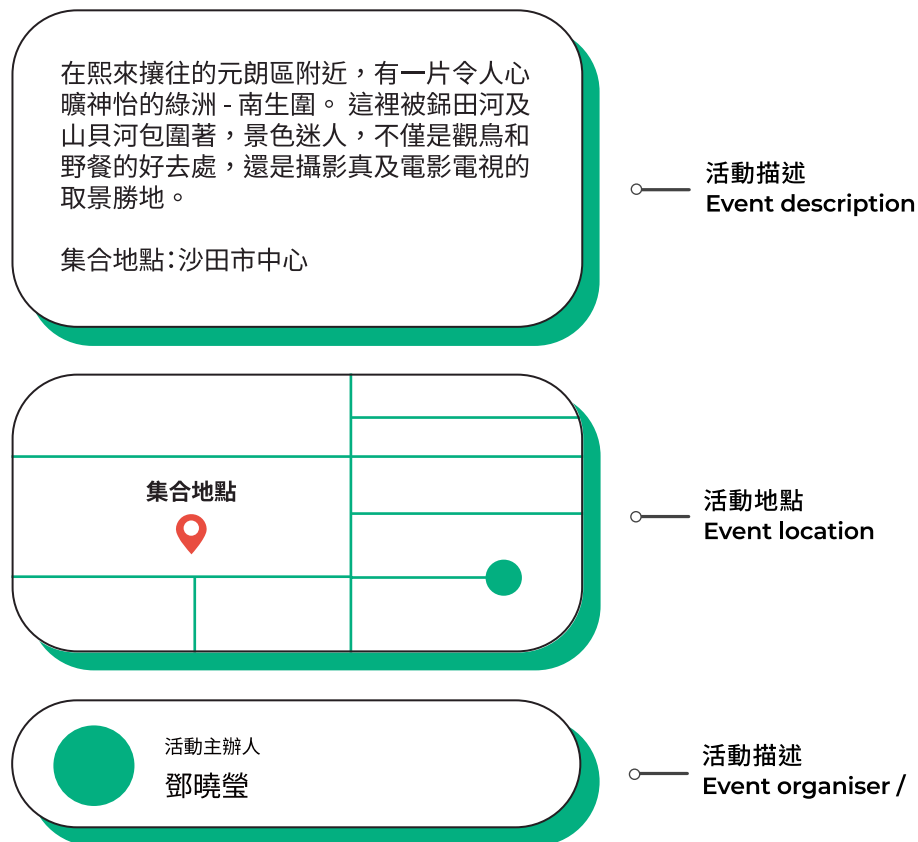 在熙來攘往的元朗區附近，有一片令人心
曠神怡的綠洲 - 南生圍。 這裡被錦田河及
山貝河包圍著，景色迷人，不僅是觀鳥和
野餐的好去處，還是攝影真及電影電視的
取景勝地。
集合地點：沙田市中心
活動描述
Event description
集合地點
活動地點
Event location
活動主辦人
鄧曉瑩
活動描述
Event organiser /